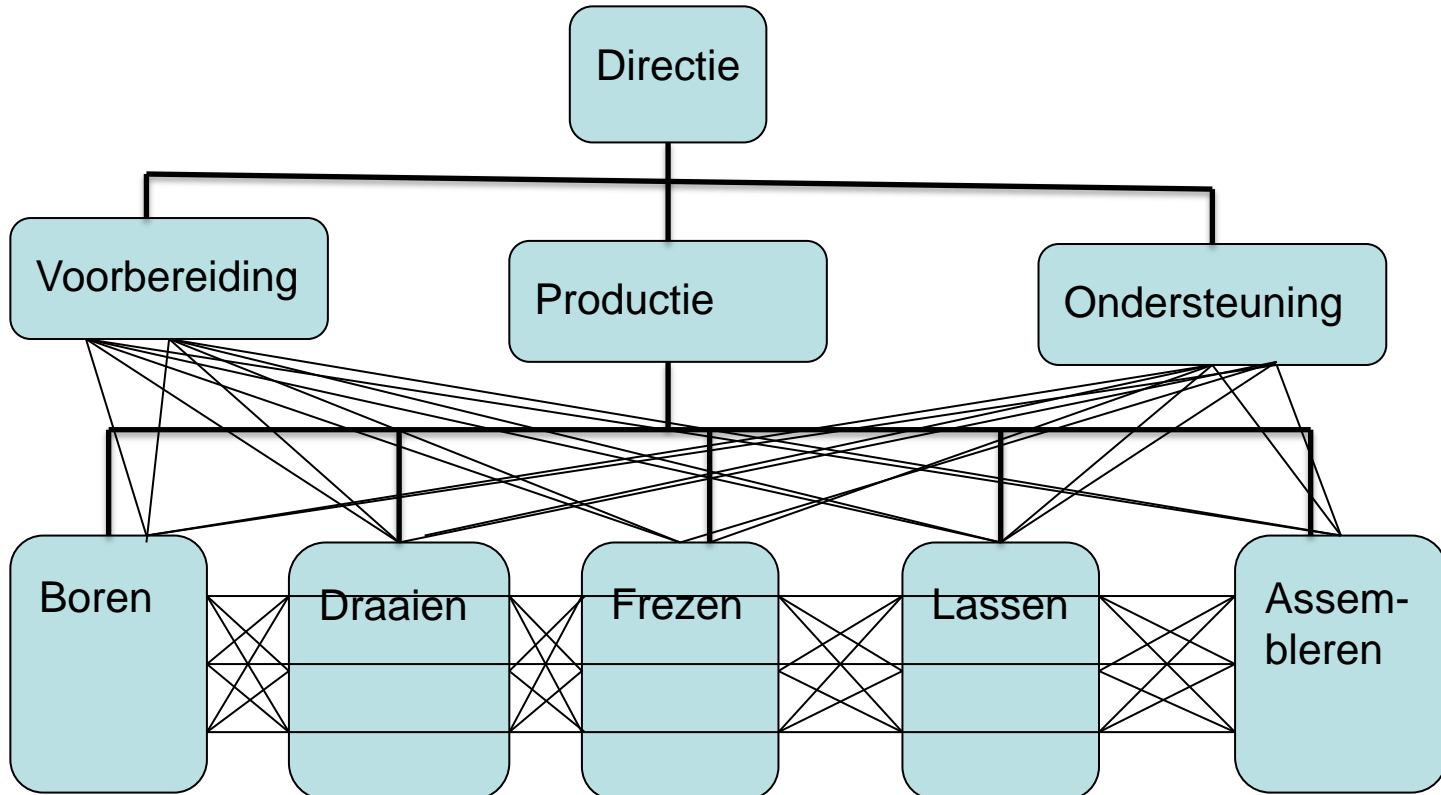 Directie
Voorbereiding
Productie
Ondersteuning
Boren
Draaien
Frezen
Lassen
Assem-
bleren